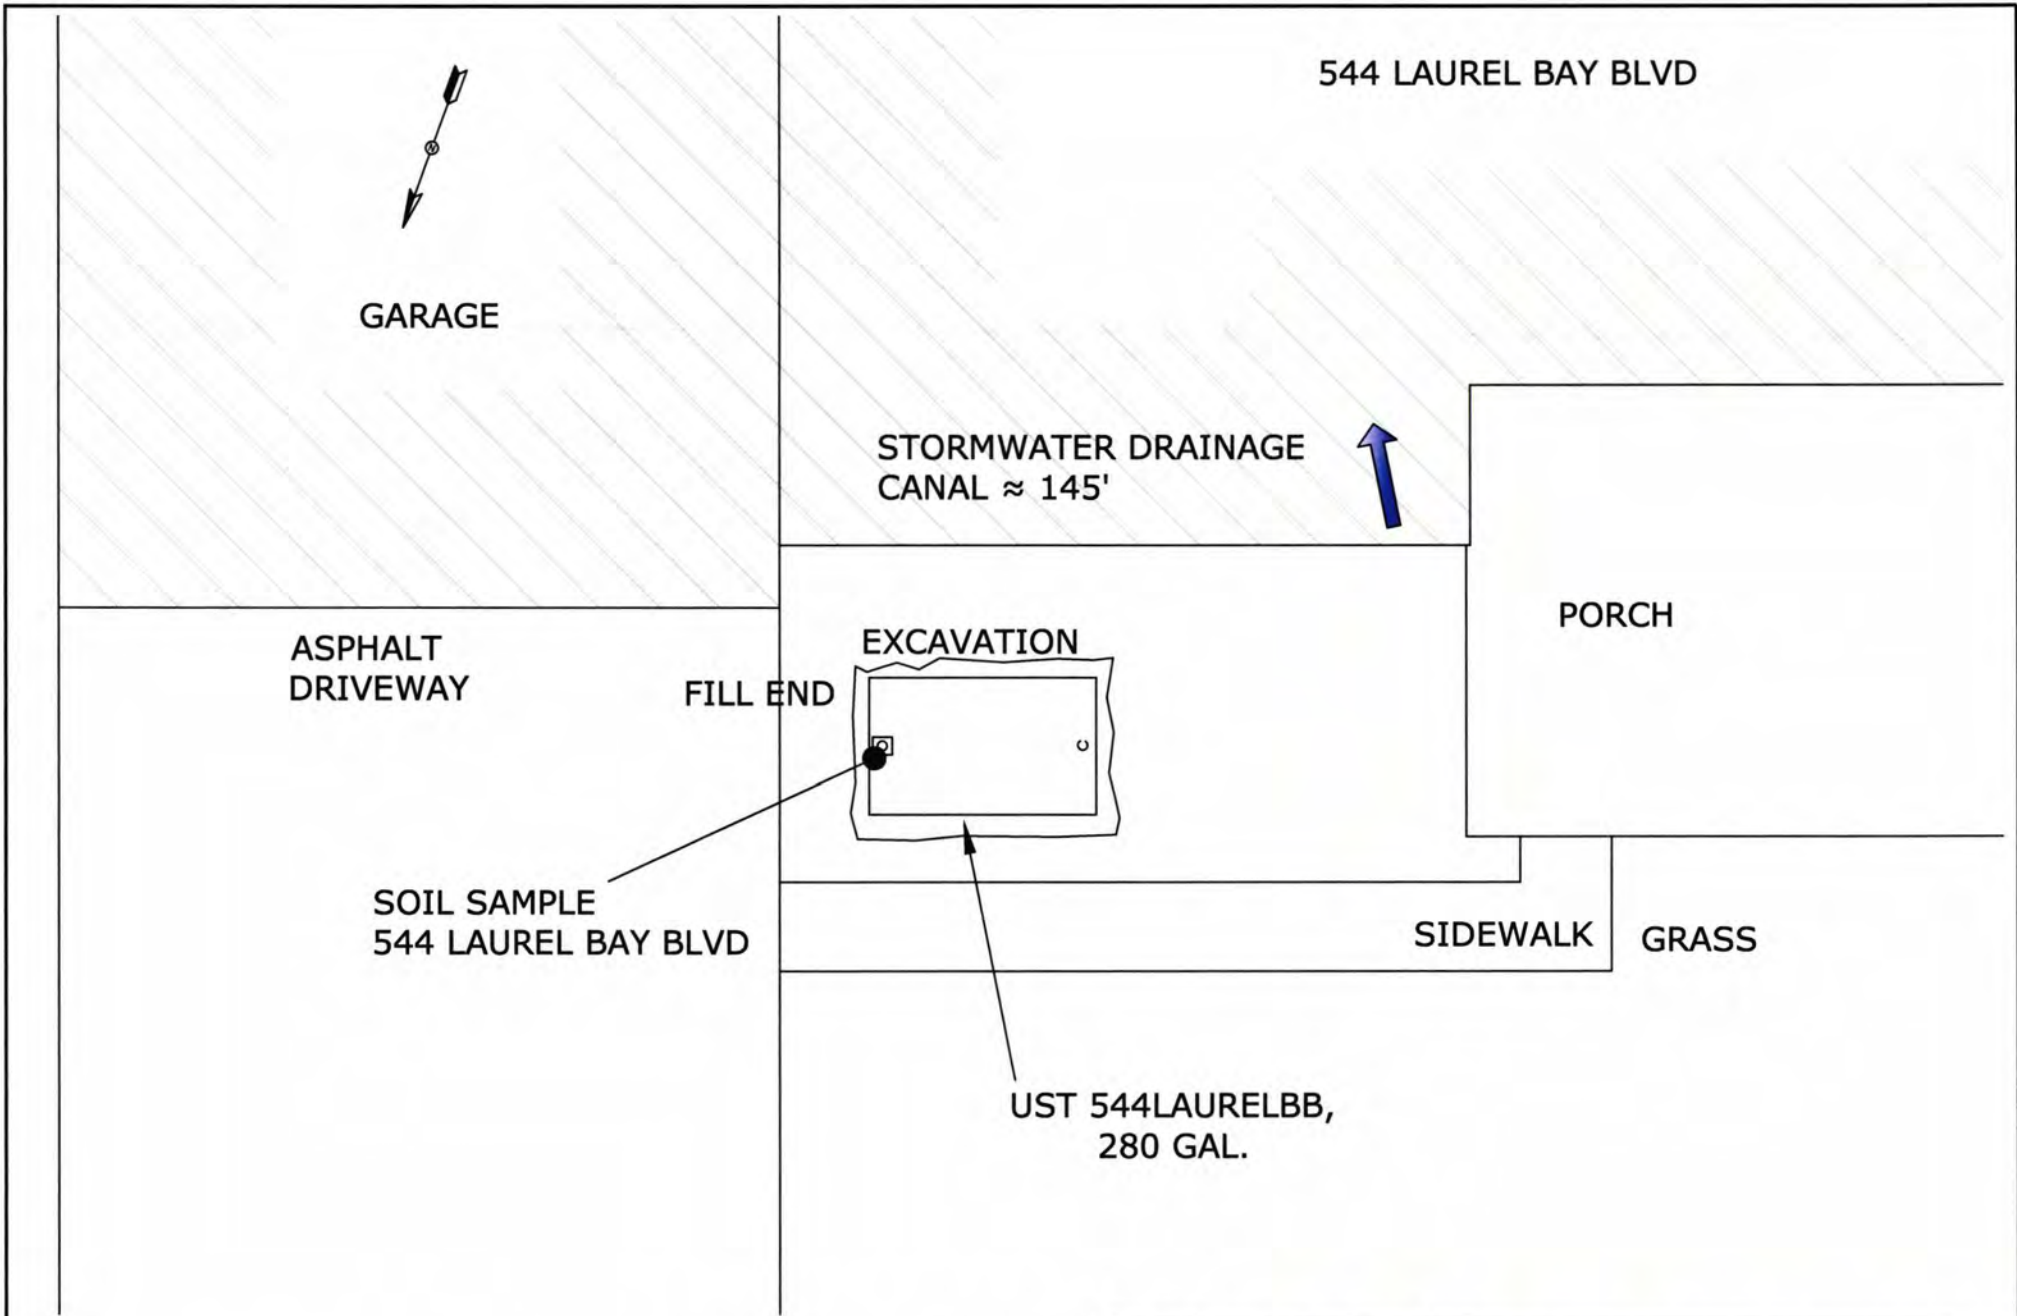 544 LAUREL BAY BLVD
N
GARAGE
STORMWATER DRAINAGE
CANAL ≈ 145'
PORCH
EXCAVATION
ASPHALT
DRIVEWAY
FILL END
C
SOIL SAMPLE
544 LAUREL BAY BLVD
SIDEWALK
GRASS
UST 544LAURELBB,
280 GAL.